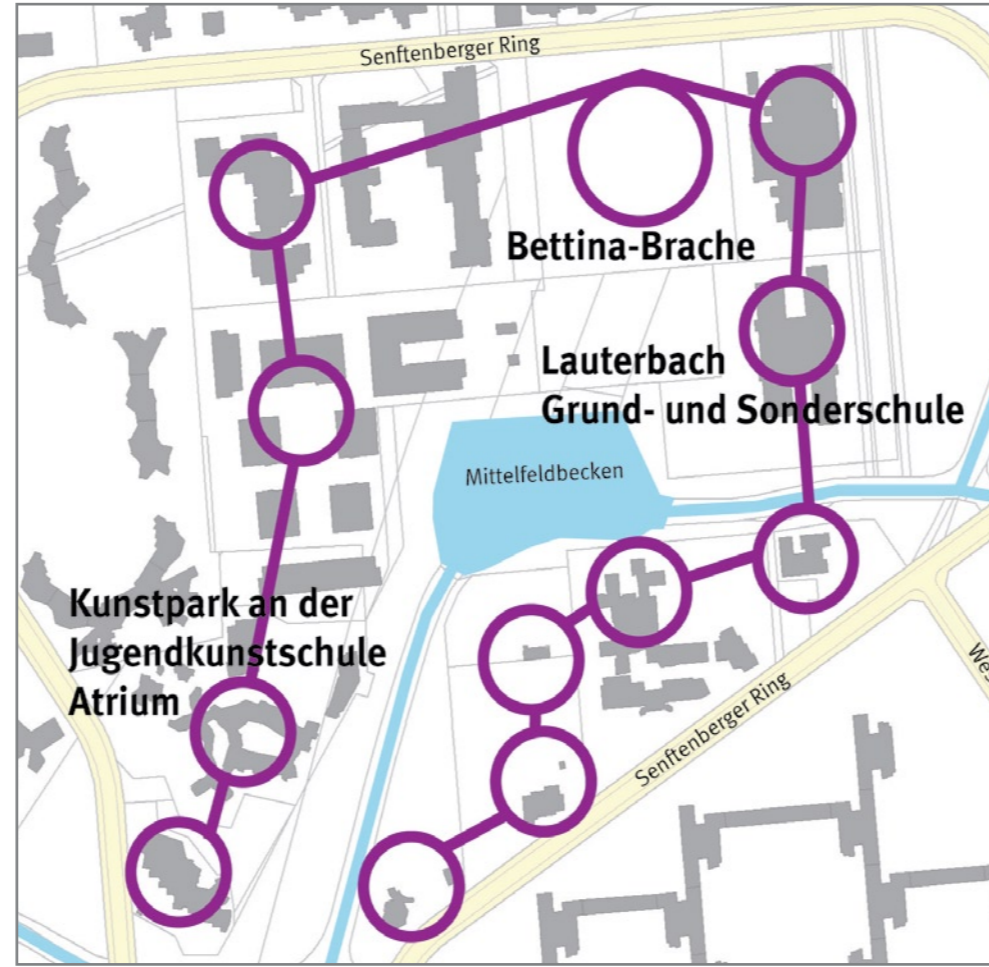 Senftenberger Ring
Bettina-Brache
Lauterbach
Grund- und Sonderschule
Mittelfeldbecken
Kunstpark an der
Jugendkunstschule
Atrium
Senftenberger Ring